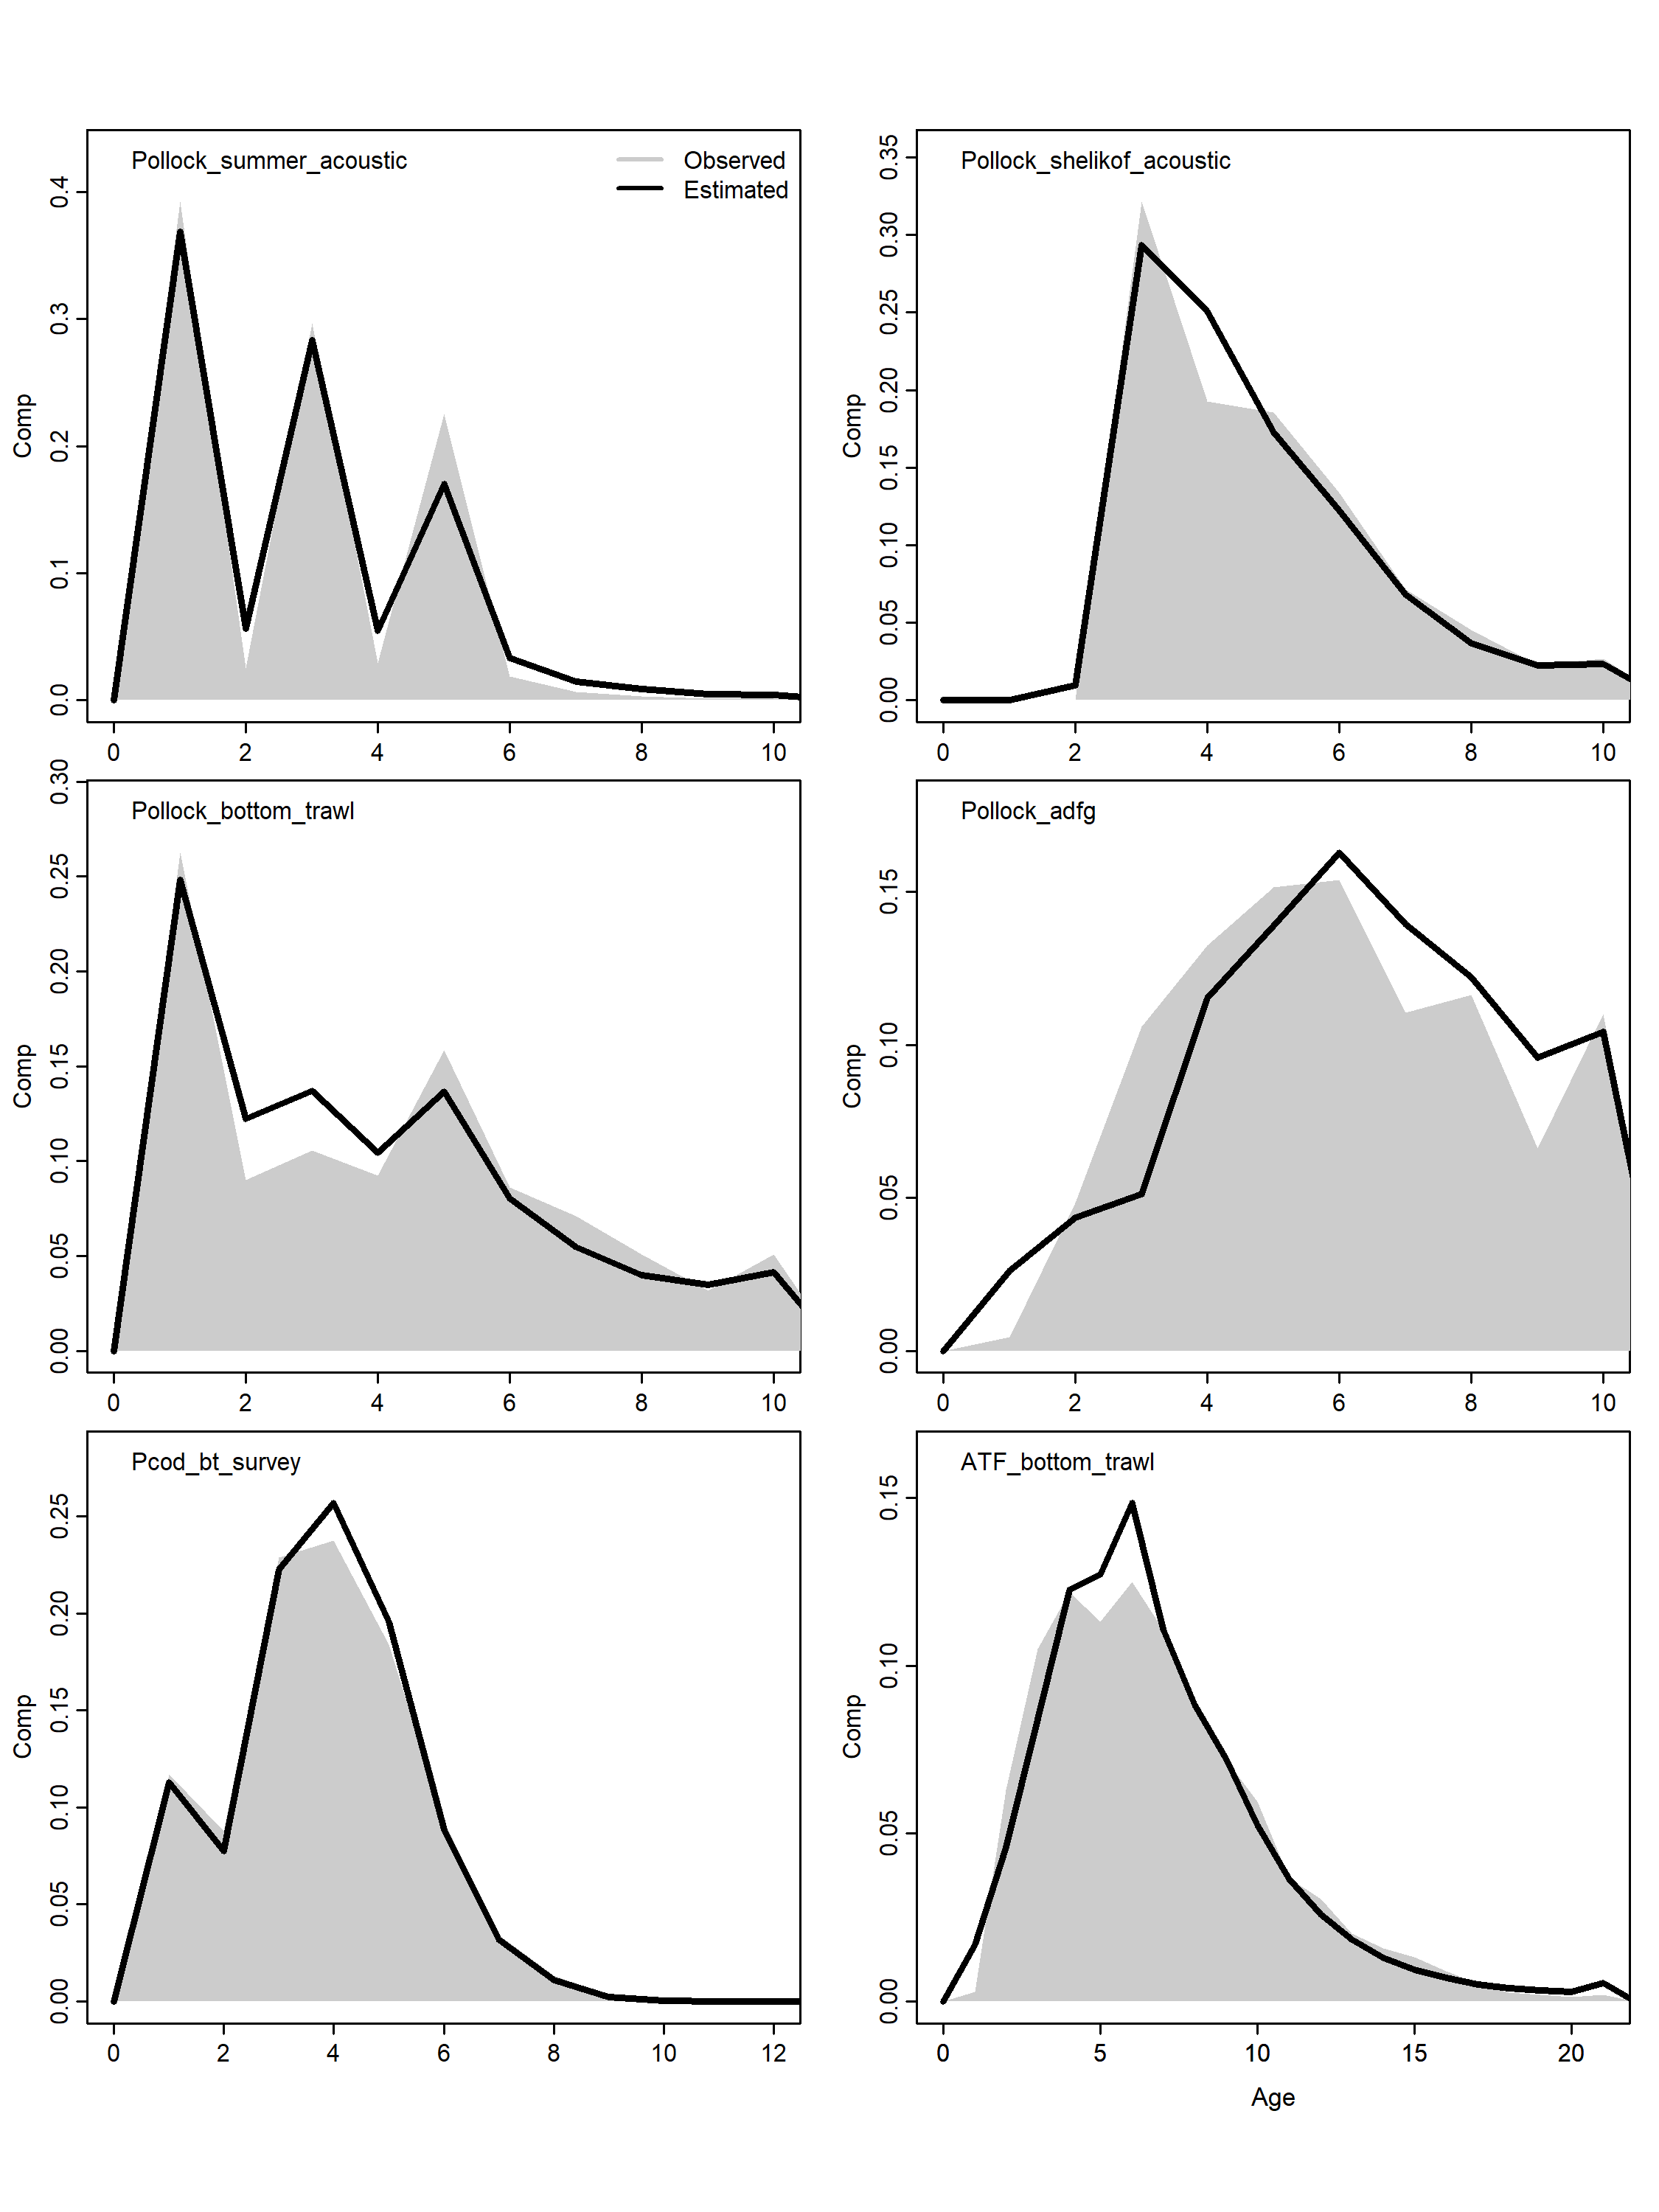 Pollock_summer_acoustic
Observed
Estimated
Comp
0.0 0.1 0.2 0.3 0.4
0 2 4 6 8 10
Pollock_shelikof_acoustic
Comp
0.00 0.05 0.10 0.15 0.20 0.25 0.30 0.35
0 2 4 6 8 10
Pollock_bottom_trawl
Comp
0.00 0.05 0.10 0.15 0.20 0.25 0.30
0 2 4 6 8 10
Pollock_adfg
Comp
0.00 0.05 0.10 0.15
0 2 4 6 8 10
Pcod_bt_survey
Comp
0.00 0.05 0.10 0.15 0.20 0.25
0 2 4 6 8 10 12
ATF_bottom_trawl
Comp
0.00 0.05 0.10 0.15
0 5 10 15 20
Age